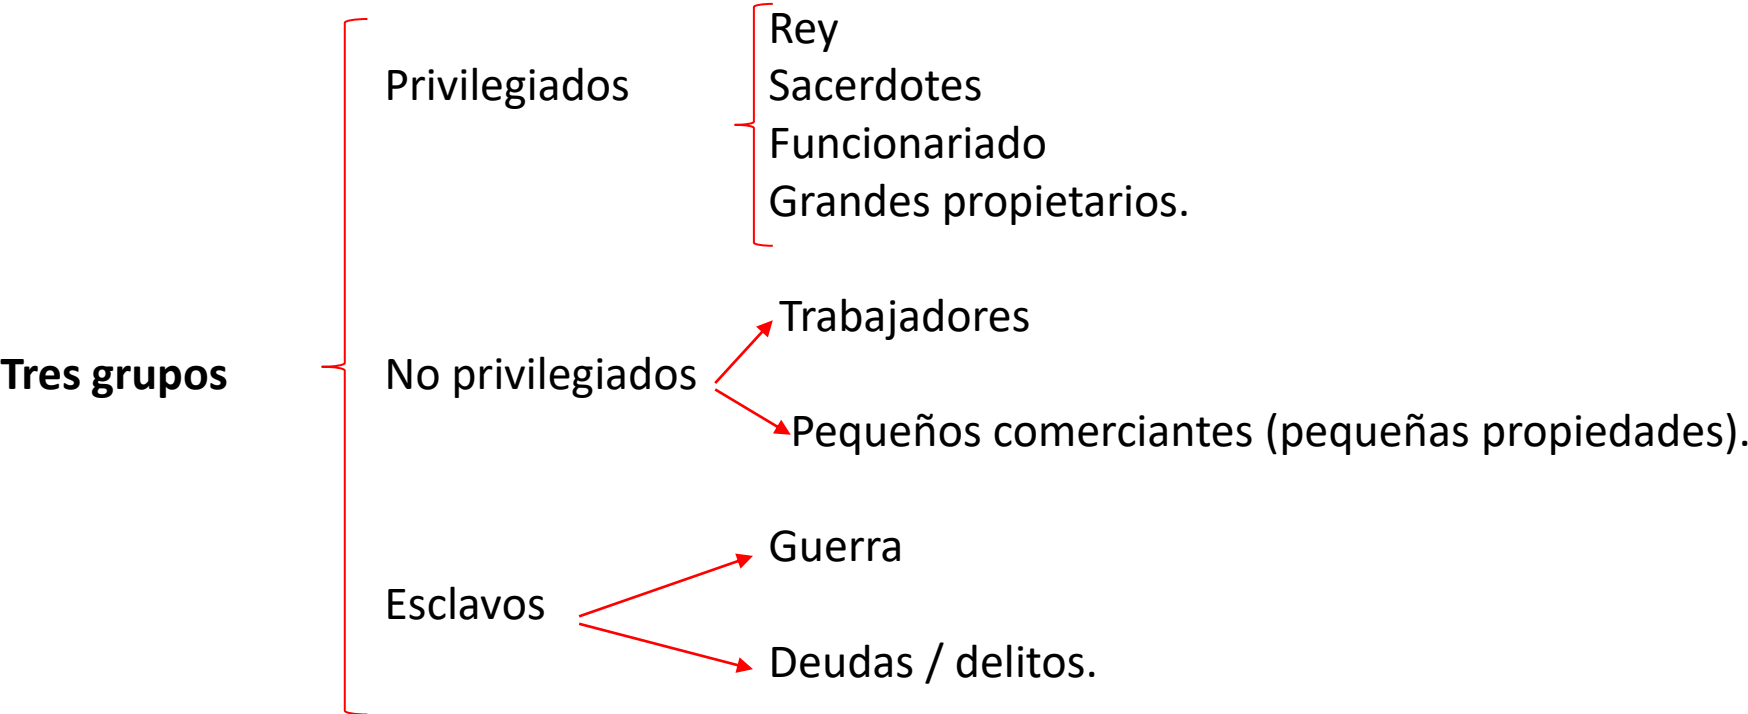 Rey
Privilegiados Sacerdotes
Funcionariado
Grandes propietarios.
Trabajadores
Tres grupos No privilegiados
Pequeños comerciantes (pequeñas propiedades).
Guerra
Esclavos
Deudas / delitos.